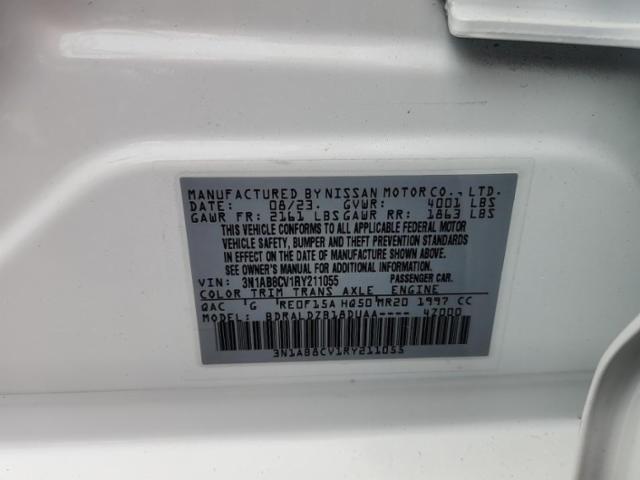 MANUFACTURED BY NISSAN MOTOR CO., LTD.
DATE: 08/23. GVWR: 4001 LBS
GAWR FR: 2161 LBS GAWR RR: 1863 LBS
THIS VEHICLE CONFORMS TO ALL APPLICABLE FEDERAL MOTOR
VEHICLE SAFETY, BUMPER AND THEFT PREVENTION STANDARDS
IN EFFECT ON THE DATE OF MANUFACTURE SHOWN ABOVE.
SEE OWNER'S MANUAL FOR ADDITIONAL INFORMATION.
VIN: 3N1AB8CV1RY211055 PASSENGER CAR.
COLOR TRIM TRANS AXLE ENGINE
QAC G RE0F15A HQ50 MR20 1997 CC
MODEL: BDRALDZB18DUAA---- 42000
3N1AB8CV1RY211055